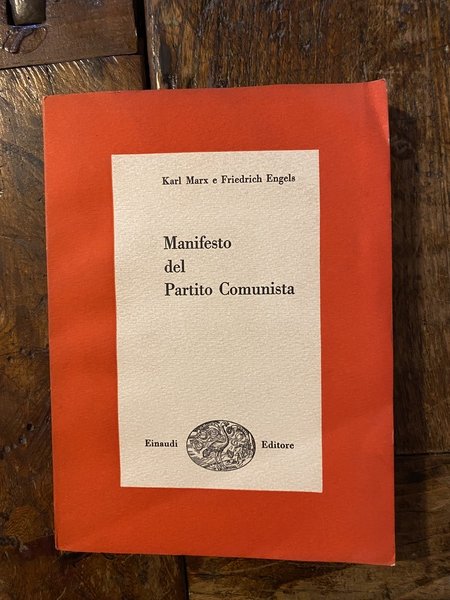 Karl Marx e Friedrich Engels
Manifesto
del
Partito Comunista
Einaudi Editore